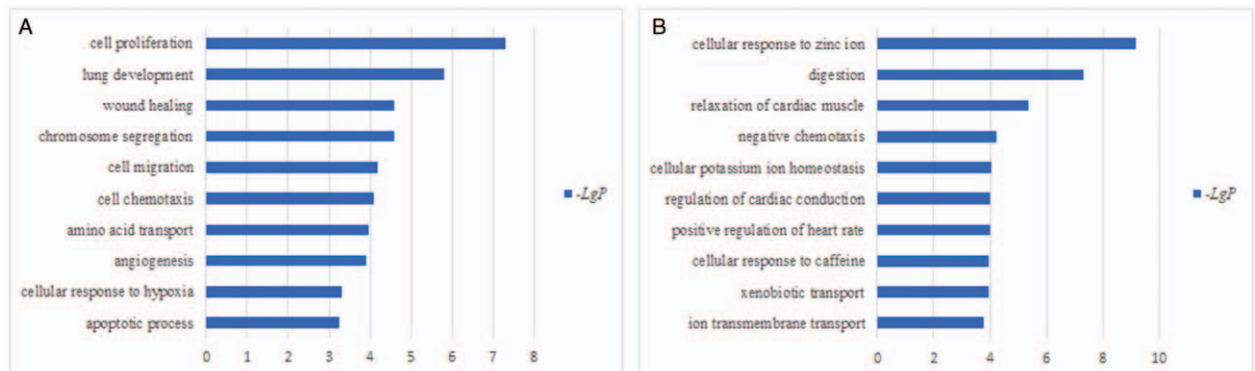 A
cell proliferation
lung development
wound healing
chromosome segregation
cell migration
cell chemotaxis
amino acid transport
angiogenesis
cellular response to hypoxia
apoptotic process
0 1 2 3 4 5 6 7 8
-LgP
B
cellular response to zinc ion
digestion
relaxation of cardiac muscle
negative chemotaxis
cellular potassium ion homeostasis
regulation of cardiac conduction
positive regulation of heart rate
cellular response to caffeine
xenobiotic transport
ion transmembrane transport
0 2 4 6 8 10
-LgP